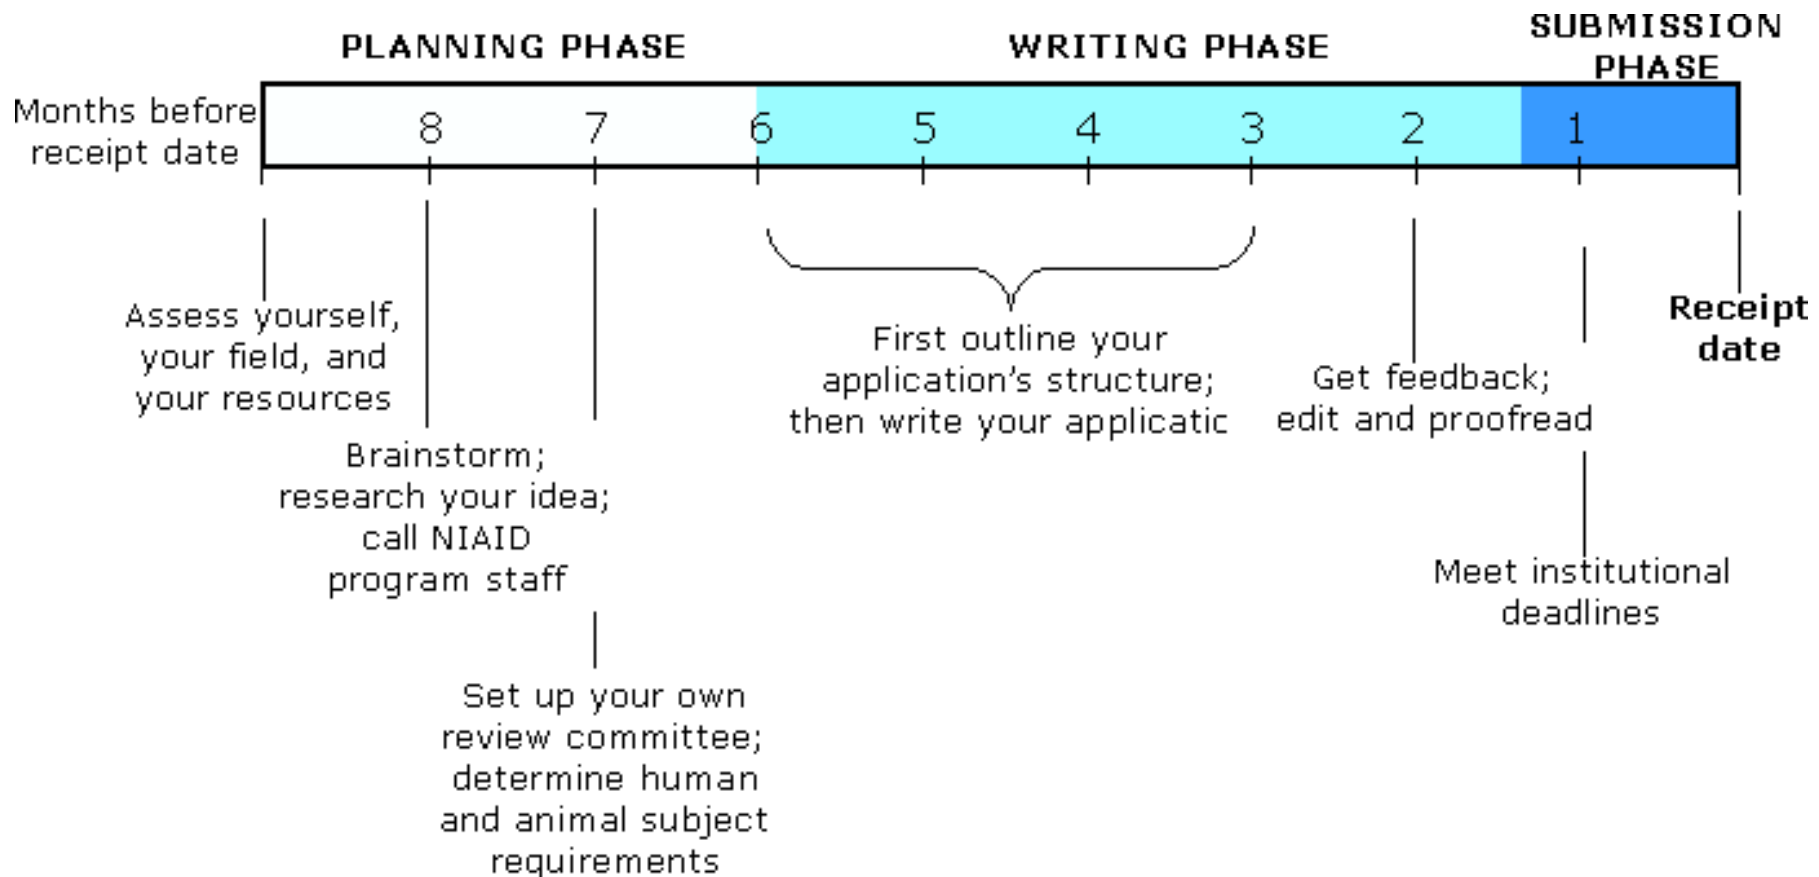 PLANNING PHASE
WRITING PHASE
SUBMISSION
PHASE
Months before
receipt date
8 7 6 5 4 3 2 1
Assess yourself,
your field, and
your resources
Brainstorm;
research your idea;
call NIAID
program staff
Set up your own
review committee;
determine human
and animal subject
requirements
First outline your
application's structure;
then write your applicatic
Get feedback;
edit and proofread
Meet institutional
deadlines
Receipt
date